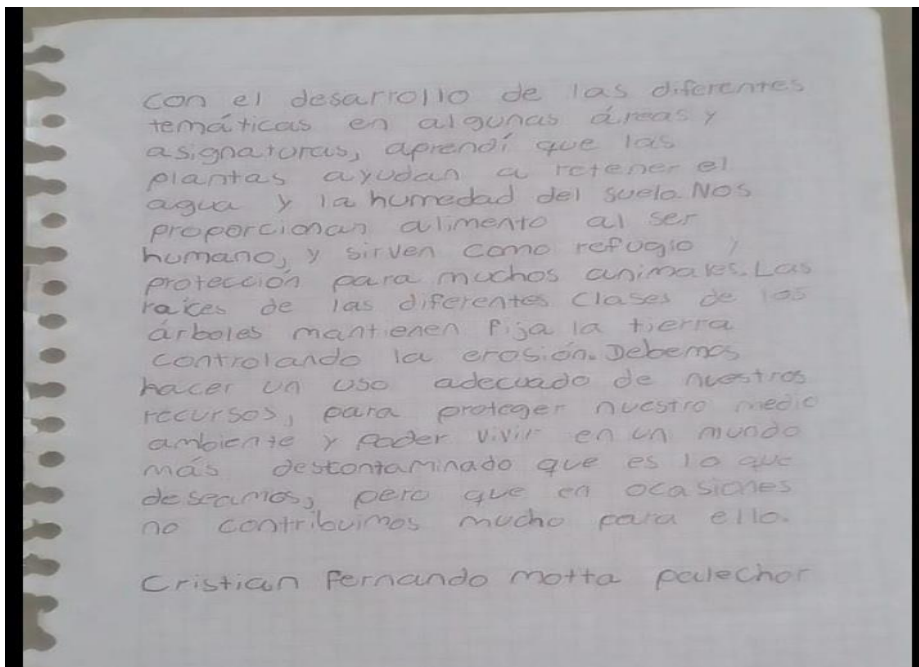 con el desarrollo de las diferentes
temáticas en algunas áreas y
asignaturas, aprendí que las
plantas ayudan a retener el
agua y la humedad del suelo. Nos
proporcionan alimento al ser
humano, y sirven como refugio y
protección para muchos animales. Las
raíces de las diferentes clases de los
árboles mantienen fija la tierra
controlando la erosión. Debemos
hacer un uso adecuado de nuestros
recursos, para proteger nuestro medio
ambiente y poder vivir en un mundo
más descontaminado que es lo que
deseamos, pero que en ocasiones
no contribuimos mucho para ello.
Cristian Fernando Motta palechor